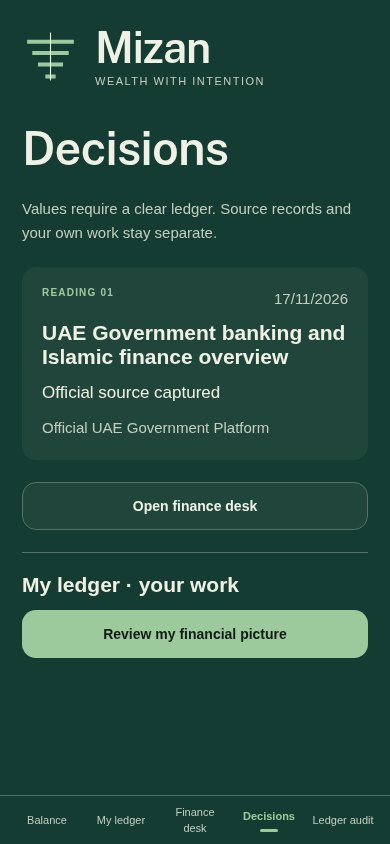 Mizan
WEALTH WITH INTENTION
Decisions
Values require a clear ledger. Source records and
your own work stay separate.
READING 01
17/11/2026
UAE Government banking and
Islamic finance overview
Official source captured
Official UAE Government Platform
Open finance desk
My ledger · your work
Review my financial picture
Balance
My ledger
Finance
desk
Decisions
Ledger audit